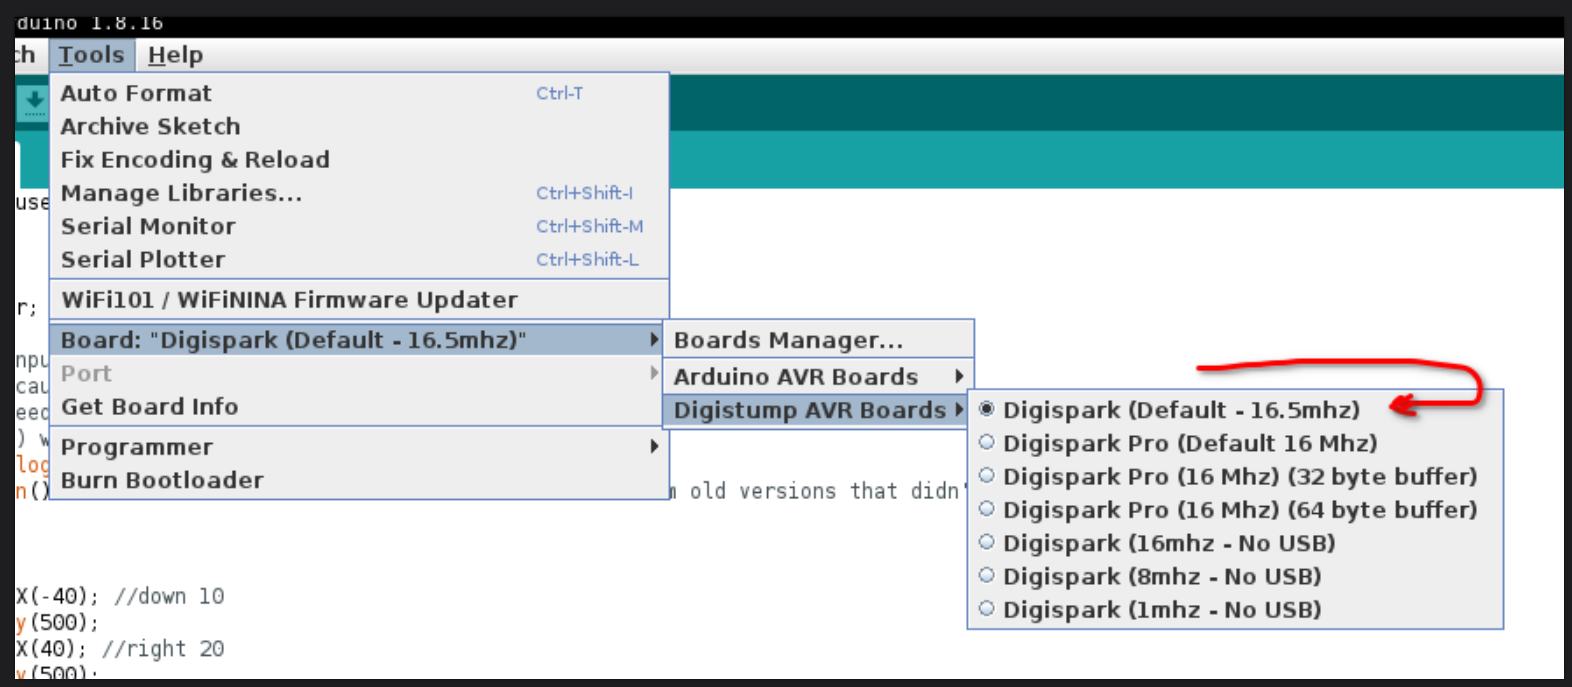 duino 1.8.16
ch Tools Help
Auto Format Ctrl-T
Archive Sketch
Fix Encoding & Reload
Manage Libraries... Ctrl+Shift-I
Serial Monitor Ctrl+Shift-M
Serial Plotter Ctrl+Shift-L
WiFi101 / WiFiNINA Firmware Updater
Board: "Digispark (Default - 16.5mhz)"
Port
Get Board Info
Programmer
Burn Bootloader
Boards Manager...
Arduino AVR Boards
Digistump AVR Boards
Digispark (Default - 16.5mhz)
Digispark Pro (Default 16 Mhz)
Digispark Pro (16 Mhz) (32 byte buffer)
Digispark Pro (16 Mhz) (64 byte buffer)
Digispark (16mhz - No USB)
Digispark (8mhz - No USB)
Digispark (1mhz - No USB)
use
r;
npu
cau
eed
) w
log
n() old versions that didn'
X(-40); //down 10
y(500);
X(40); //right 20
y(500);